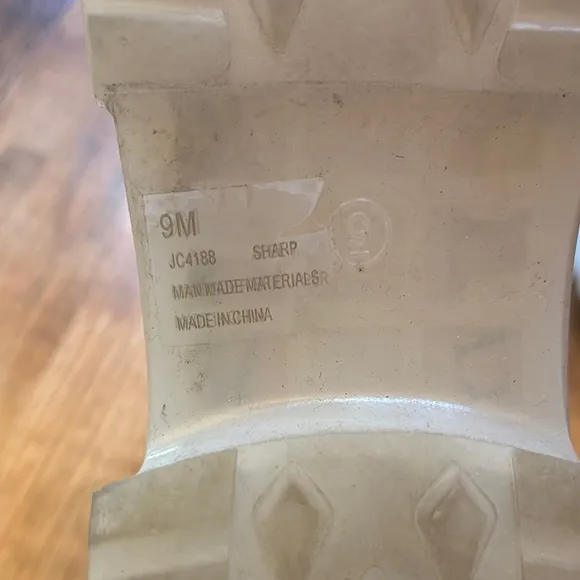 9M
JC4188 SHARP
MAN MADE MATERIALS
MADE IN CHINA